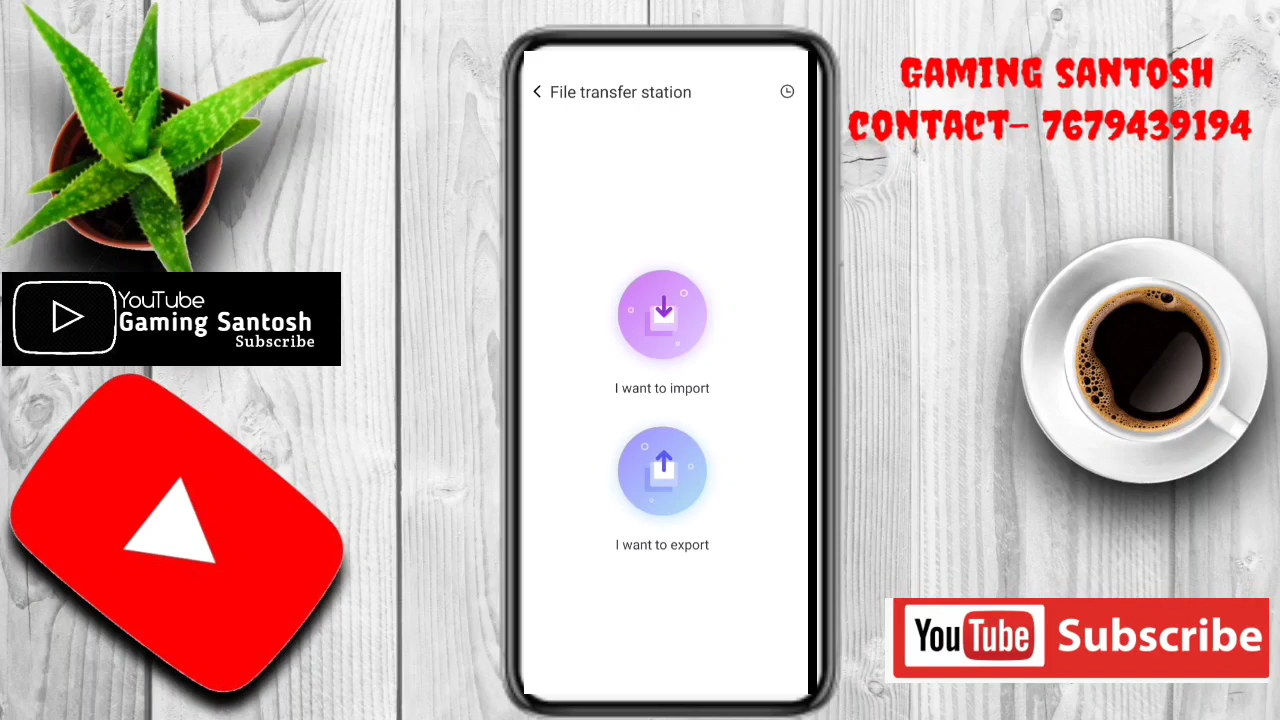 GAMING SANTOSH
CONTACT- 7679439194
File transfer station
YouTube
Gaming Santosh
Subscribe
I want to import
I want to export
YouTube Subscribe